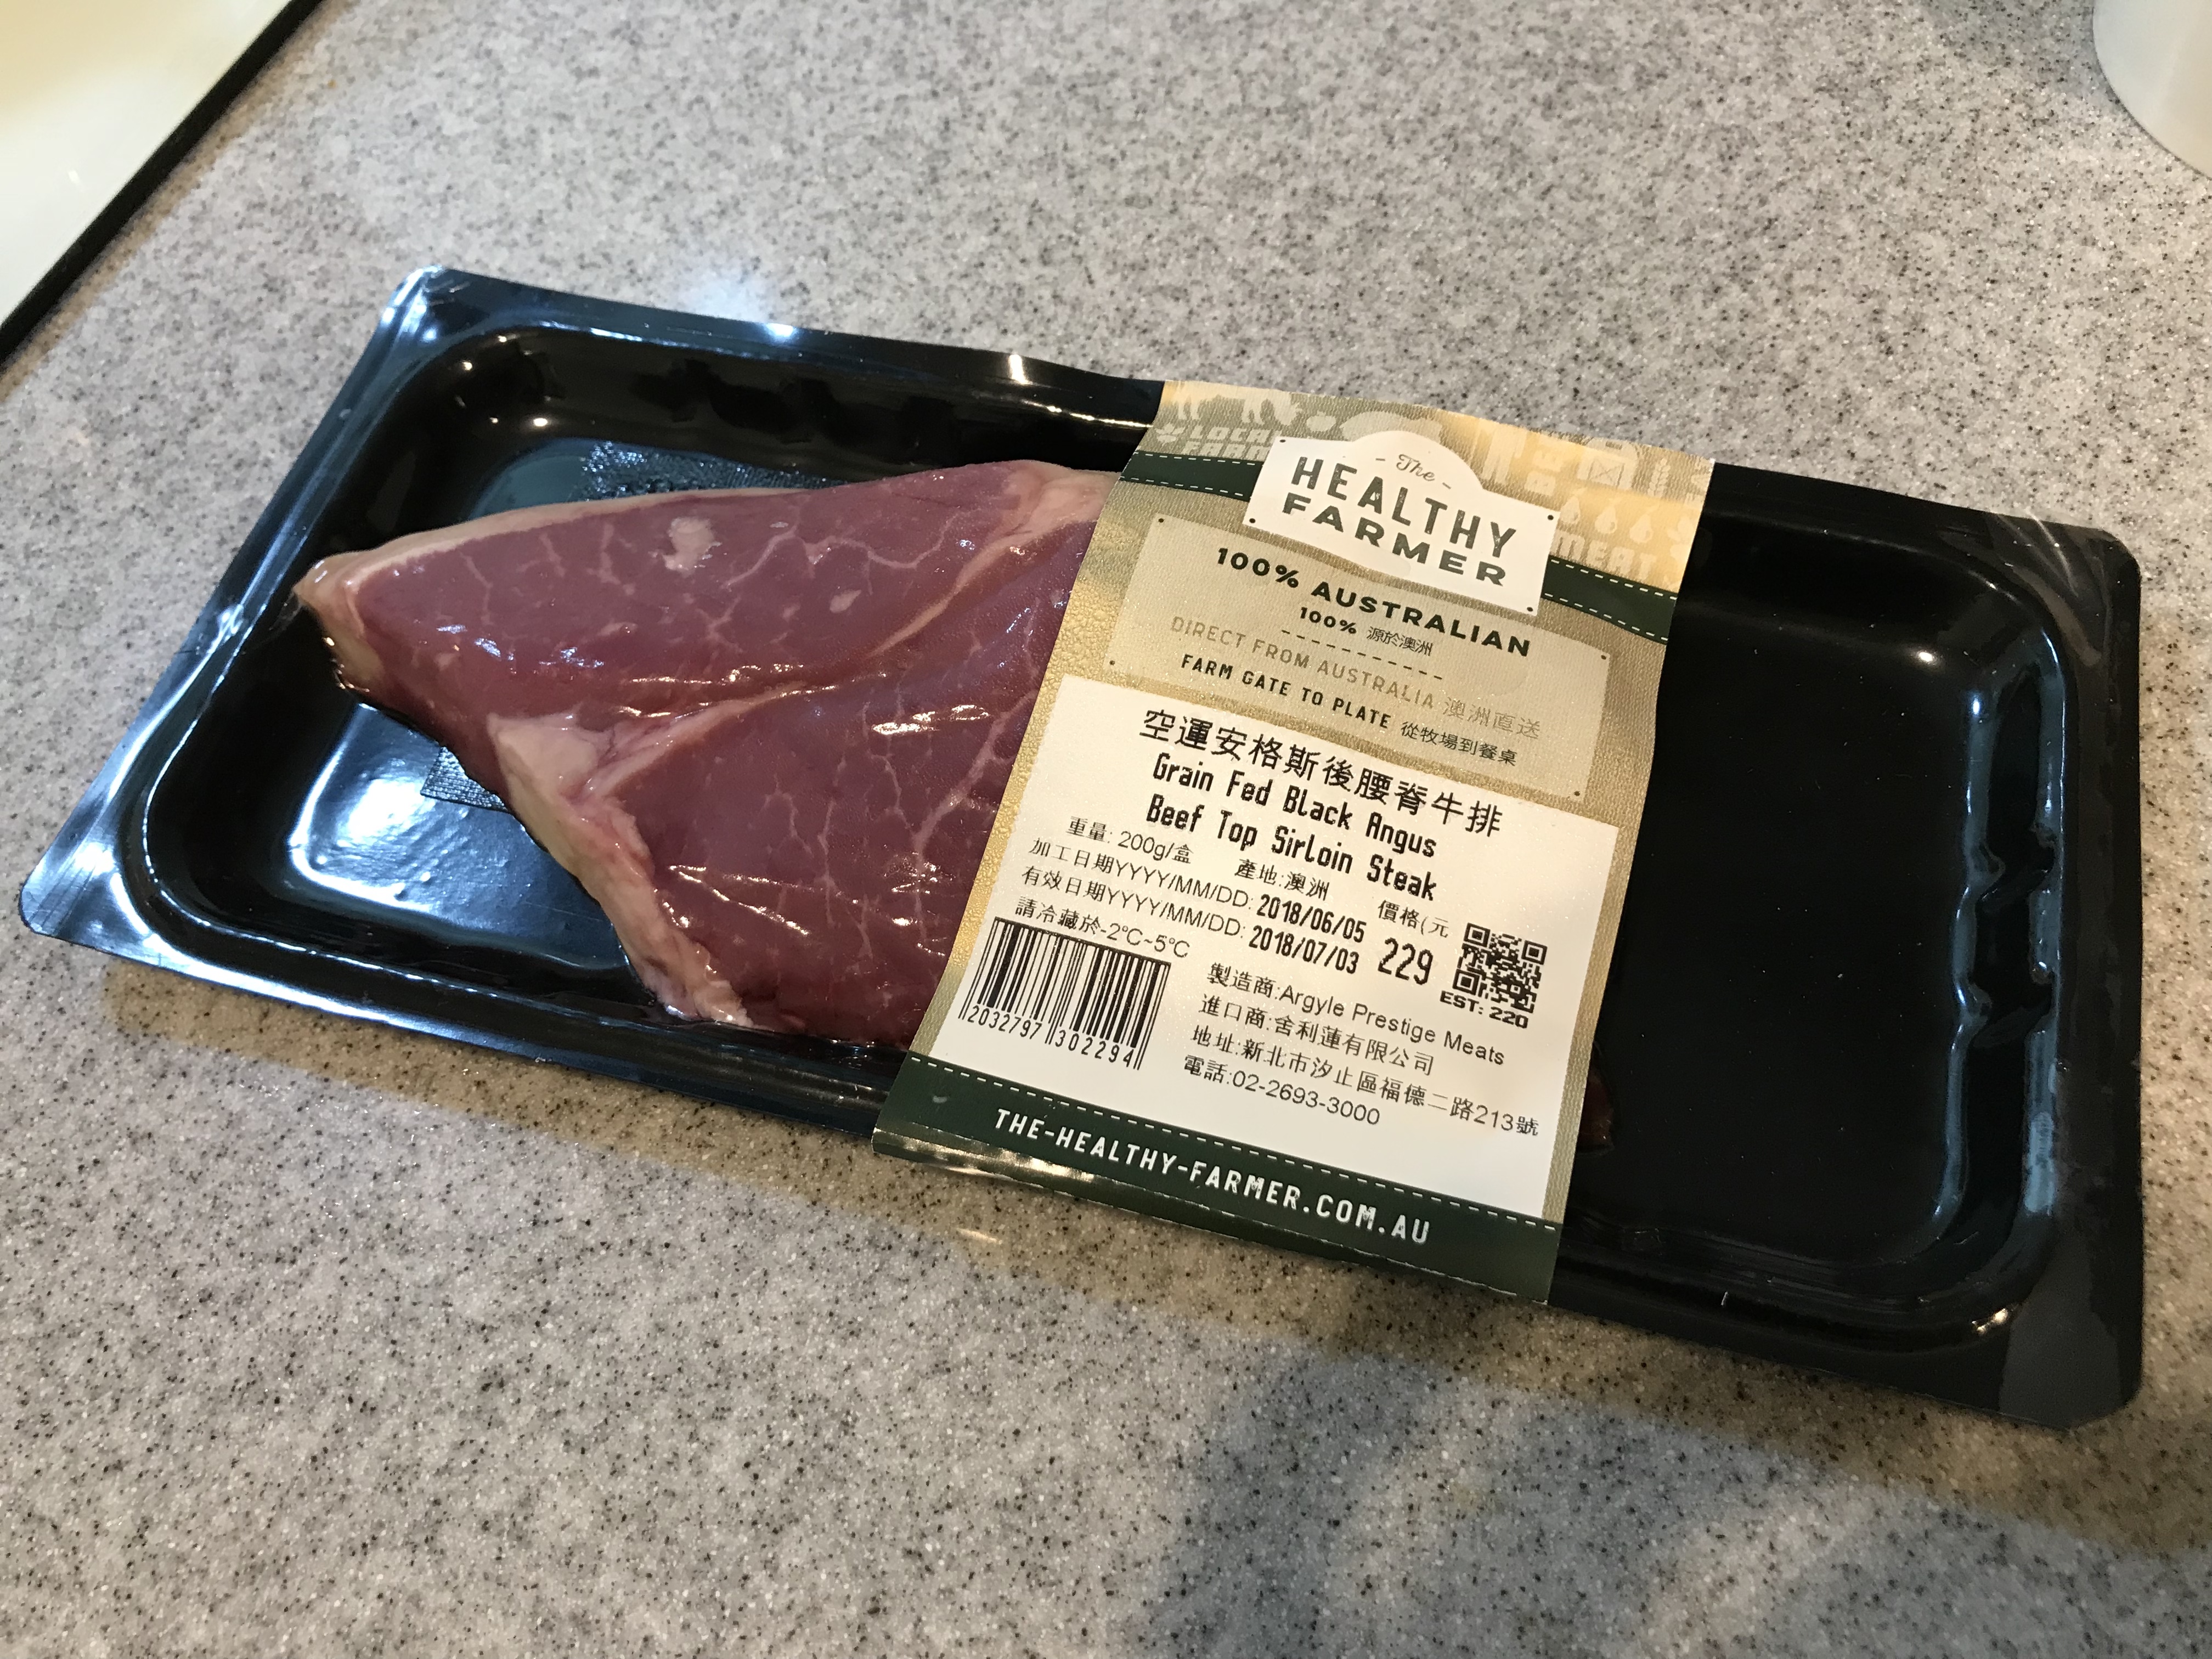 LOCAL
MEAT
The
HEALTHY
FARMER
100% AUSTRALIAN
100% 源於澳洲
DIRECT FROM AUSTRALIA 澳洲直送
FARM GATE TO PLATE 從牧場到餐桌
空運安格斯後腰脊牛排
Grain Fed Black Angus
Beef Top Sirloin Steak
重量: 200g/盒 產地:澳洲
加工日期YYYY/MM/DD: 2018/06/05 價格(元
有效日期YYYY/MM/DD: 2018/07/03 229
請冷藏於-2℃~5℃
EST: 220
2032797 302294
製造商:Argyle Prestige Meats
進口商:舍利蓮有限公司
地址:新北市汐止區福德二路213號
電話:02-2693-3000
THE-HEALTHY-FARMER.COM.AU